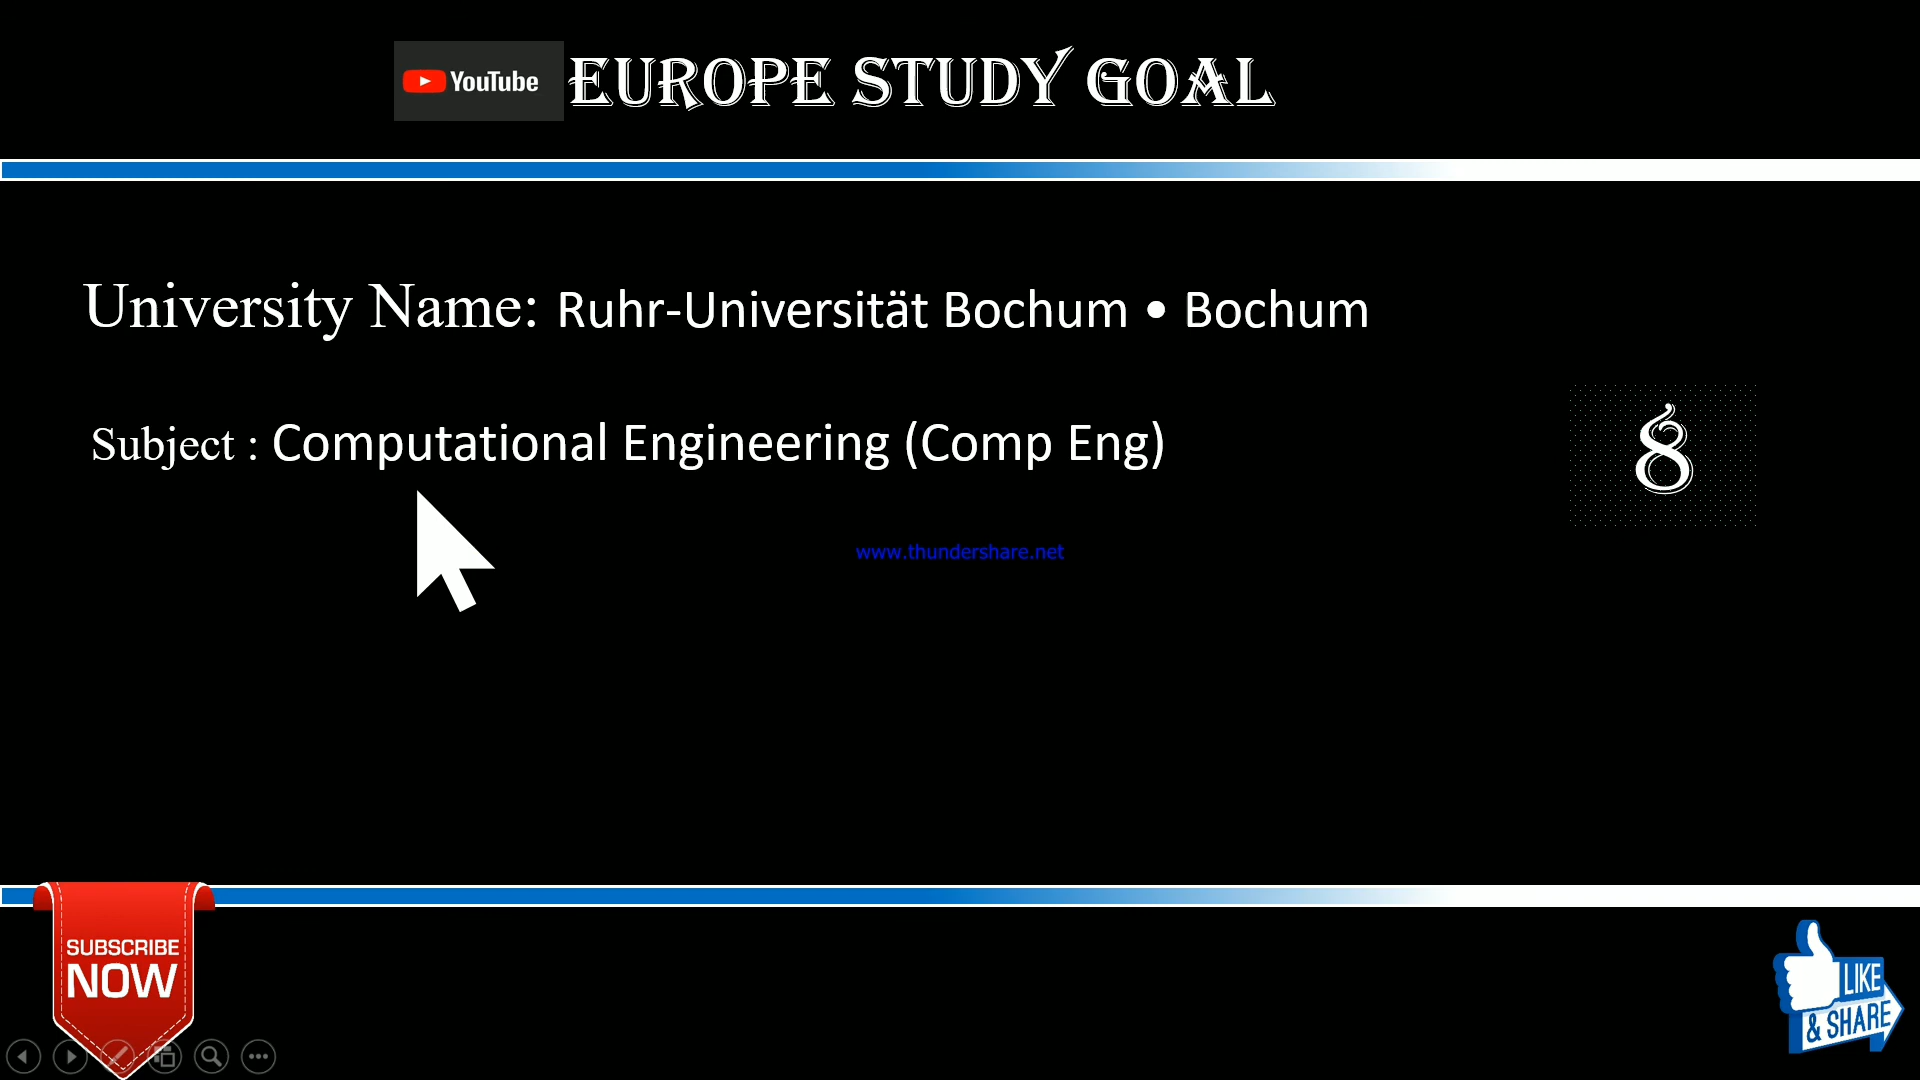 YouTube EUROPE STUDY GOAL
University Name: Ruhr-Universität Bochum • Bochum
Subject : Computational Engineering (Comp Eng)
8
www.thundershare.net
SUBSCRIBE
NOW
LIKE
& SHARE